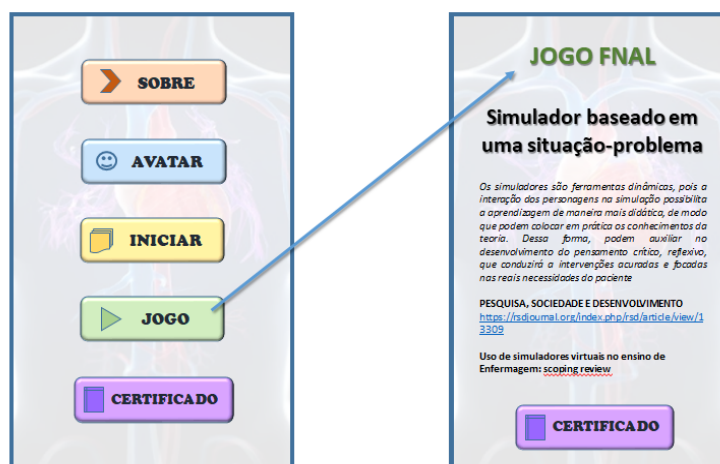 SOBRE
AVATAR
INICIAR
JOGO
CERTIFICADO
JOGO FNAL
Simulador baseado em
uma situação-problema
Os simuladores são ferramentas dinâmicas, pois a
interação dos personagens na simulação possibilita
a aprendizagem de maneira mais didática, de modo
que podem colocar em prática os conhecimentos da
teoria. Dessa forma, podem auxiliar no
desenvolvimento do pensamento crítico, reflexivo,
que conduzirá a intervenções acuradas e focadas
nas reais necessidades do paciente
PESQUISA, SOCIEDADE E DESENVOLVIMENTO
https://rsdjournal.org/index.php/rsd/article/view/1
3309
Uso de simuladores virtuais no ensino de
Enfermagem: scoping review
CERTIFICADO